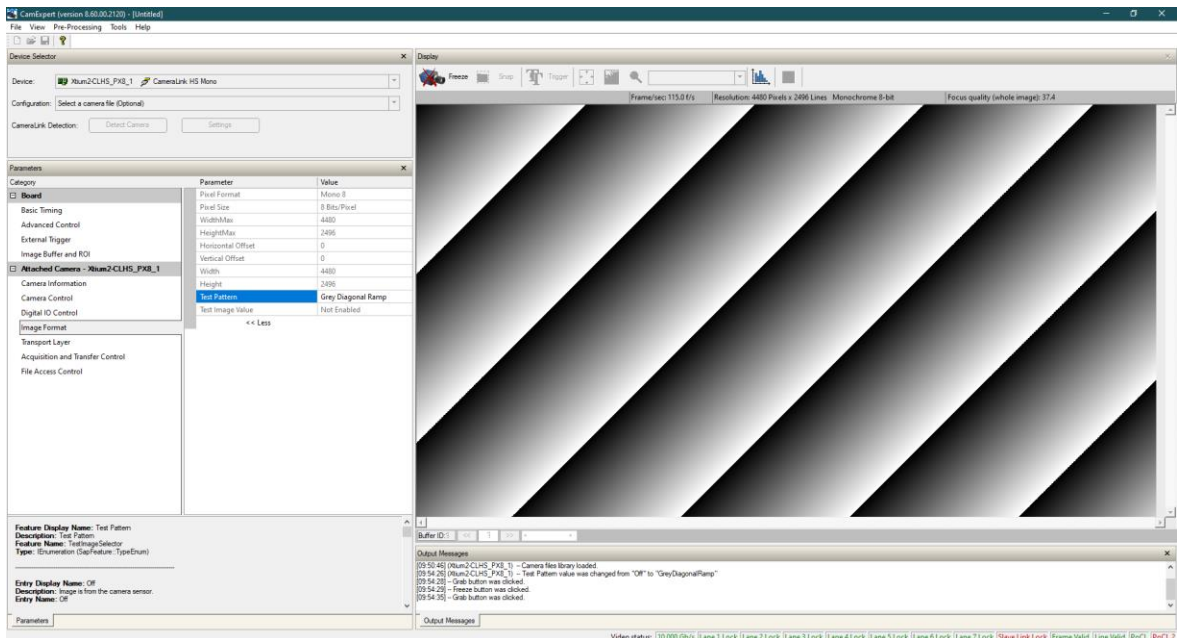 CamExpert (version 8.60.00.2120) - [Untitled]
File View Pre-Processing Tools Help
Device Selector
Device: Xtium2-CLHS_PX8_1 CameraLink HS Mono
Configuration: Select a camera file (Optional)
CameraLink Detection: Detect Camera Settings
Parameters
Category Parameter Value
Board
Basic Timing
Advanced Control
External Trigger
Image Buffer and ROI
Attached Camera - Xtium2-CLHS_PX8_1
Camera Information
Camera Control
Digital IO Control
Image Format
Transport Layer
Acquisition and Transfer Control
File Access Control
Pixel Format Mono 8
Pixel Size 8 Bits/Pixel
WidthMax 4480
HeightMax 2496
Horizontal Offset 0
Vertical Offset 0
Width 4480
Height 2496
Test Pattern Grey Diagonal Ramp
Test Image Value Not Enabled
<< Less
Feature Display Name: Test Pattern
Description: Test Pattern
Feature Name: TestImageSelector
Type: IEnumeration (SapFeature::TypeEnum)
Entry Display Name: Off
Description: Image is from the camera sensor.
Entry Name: Off
Parameters
Display
Freeze Snap Trigger
Frame/sec: 115.0 f/s Resolution: 4480 Pixels x 2496 Lines Monochrome 8-bit Focus quality (whole image): 37.4
Buffer ID:
Output Messages
[09:50:46] (Xtium2-CLHS_PX8_1) -- Camera files library loaded.
[09:54:26] (Xtium2-CLHS_PX8_1) -- Test Pattern value was changed from "Off" to "GreyDiagonalRamp"
[09:54:28] -- Grab button was clicked.
[09:54:29] -- Freeze button was clicked.
[09:54:35] -- Grab button was clicked.
Output Messages
Video status: 10.000 Gb/s Lane 1 Lock Lane 2 Lock Lane 3 Lock Lane 4 Lock Lane 5 Lock Lane 6 Lock Lane 7 Lock Slave Link Lock Frame Valid Line Valid PoCL PoCL 2